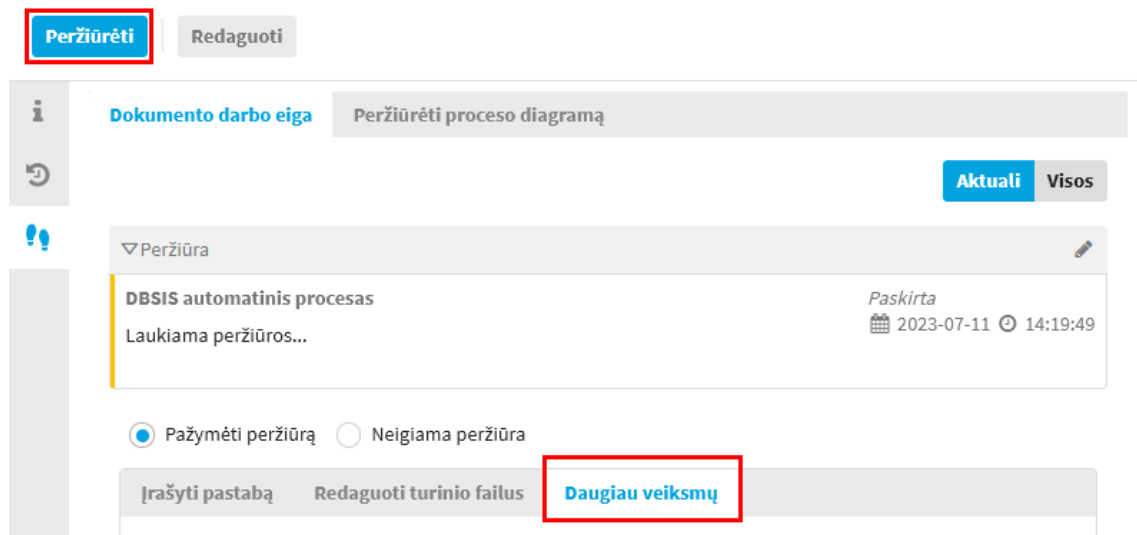 Peržiūrėti Redaguoti
Dokumento darbo eiga Peržiūrėti proceso diagramą
Aktuali Visos
Peržiūra
DBSIS automatinis procesas Paskirta
Laukiama peržiūros... 2023-07-11 14:19:49
Pažymėti peržiūrą Neigiama peržiūra
Įrašyti pastabą Redaguoti turinio failus Daugiau veiksmų